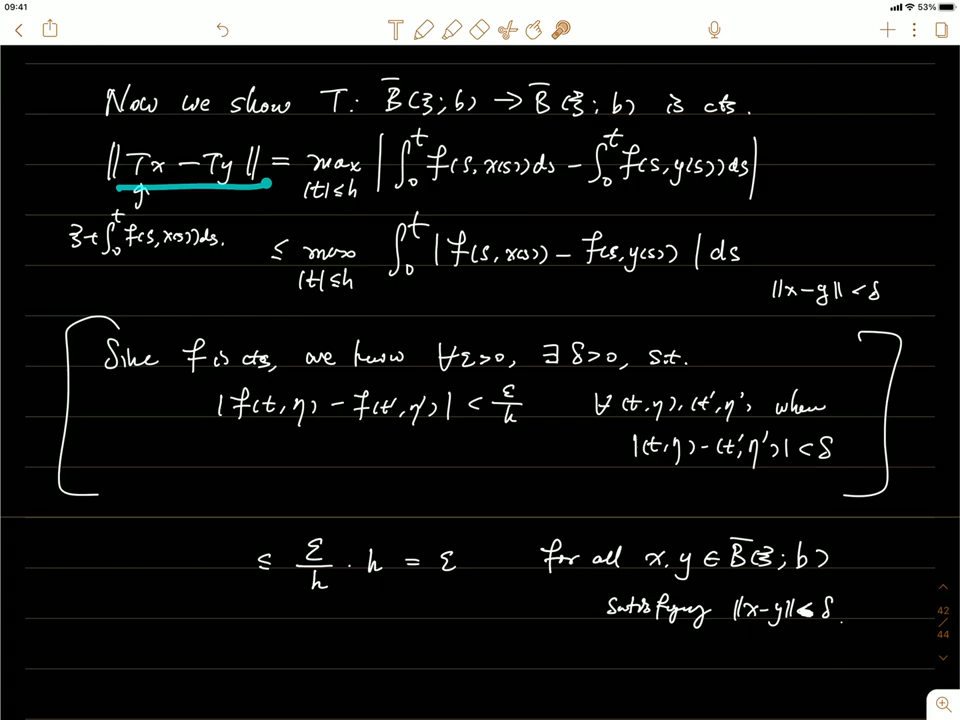 09:41
53%
Now we show T: B̄(ξ; b) → B̄(ξ; b) is cts.
‖Tx − Ty‖ = max_{|t|≤h} | ∫₀ᵗ f(s, x(s))ds − ∫₀ᵗ f(s, y(s))ds |
ξ+∫₀ᵗ f(s, x(s))ds.
≤ max_{|t|≤h} ∫₀ᵗ | f(s, x(s)) − f(s, y(s)) | ds
‖x−y‖ < δ
Sine f is cts, we know ∀ε>0, ∃ δ>0, s.t.
| f(t, η) − f(t', η') | < ε/h ∀ (t, η), (t', η'), when
|(t, η) − (t', η')| < δ
≤ ε/h · h = ε for all x, y ∈ B̄(ξ; b)
satisfying ‖x−y‖ < δ.
42
/
44